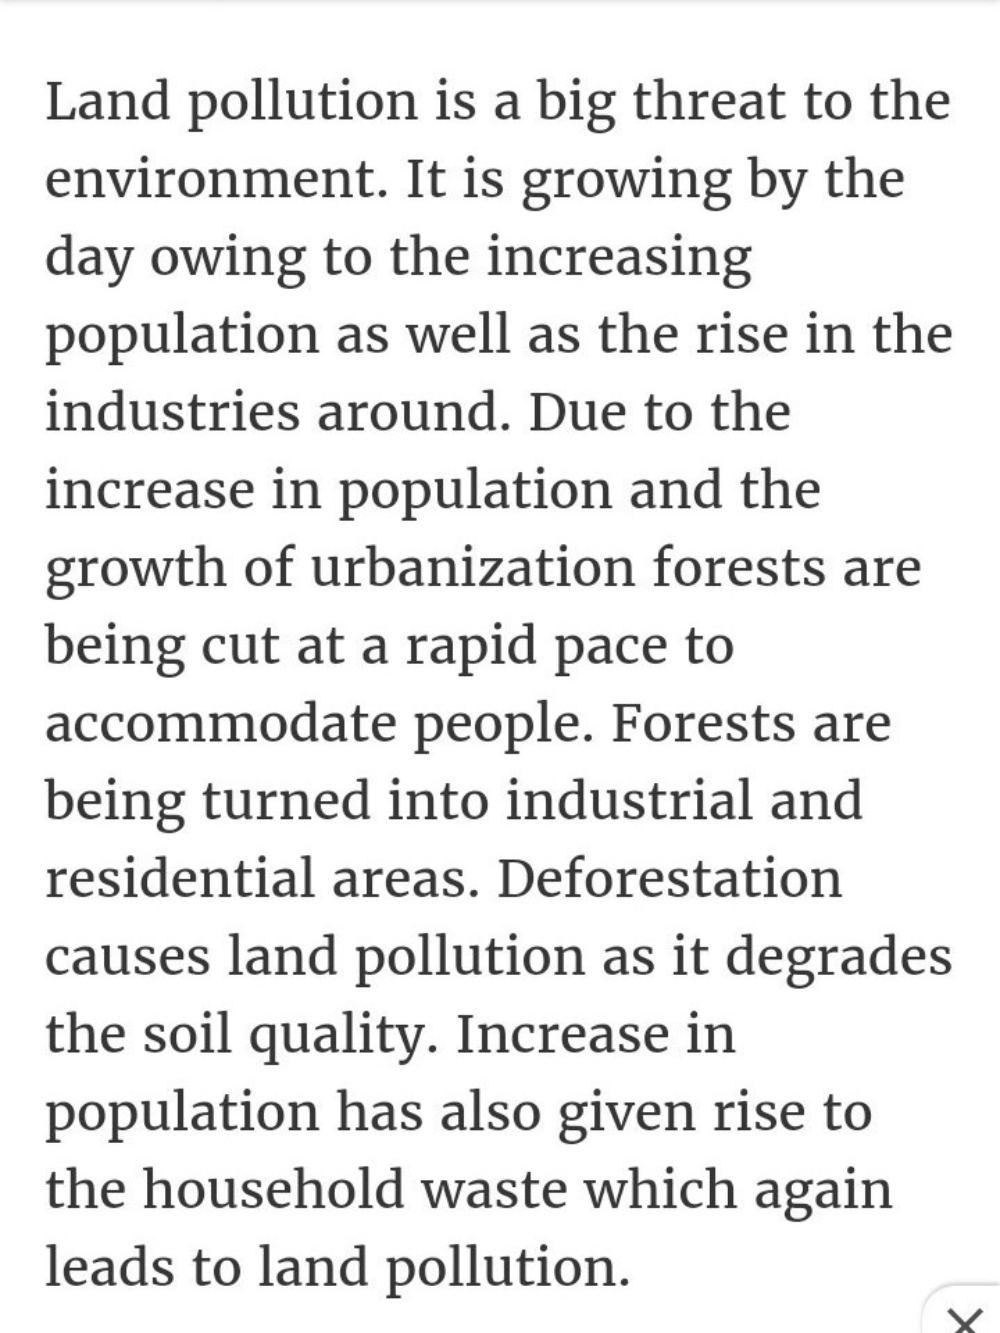 Land pollution is a big threat to the
environment. It is growing by the
day owing to the increasing
population as well as the rise in the
industries around. Due to the
increase in population and the
growth of urbanization forests are
being cut at a rapid pace to
accommodate people. Forests are
being turned into industrial and
residential areas. Deforestation
causes land pollution as it degrades
the soil quality. Increase in
population has also given rise to
the household waste which again
leads to land pollution.